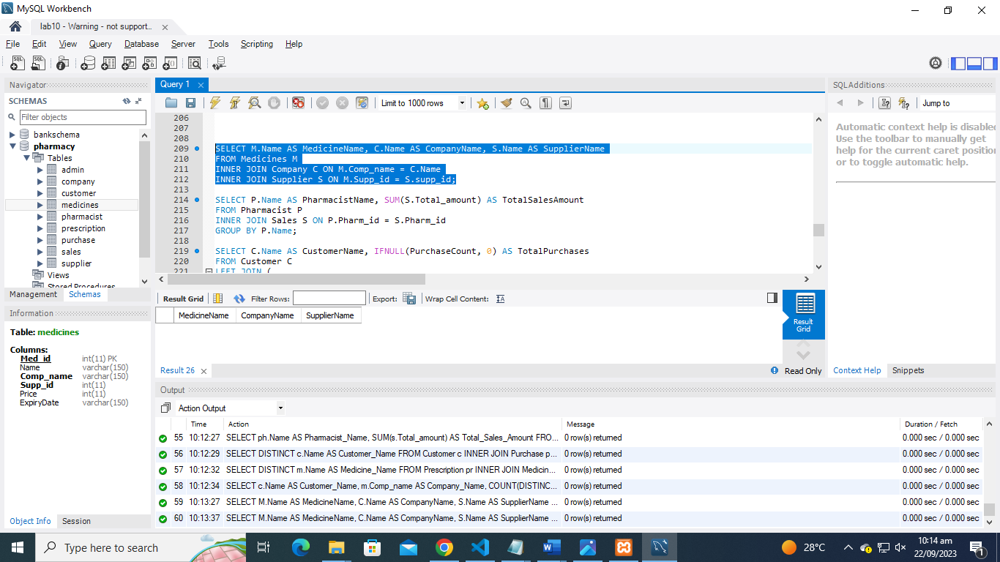 MySQL Workbench
lab10 - Warning - not support...
File Edit View Query Database Server Tools Scripting Help
Navigator
SCHEMAS
Filter objects
bankschema
pharmacy
Tables
admin
company
customer
medicines
pharmacist
prescription
purchase
sales
supplier
Views
Stored Procedures
Management Schemas
Information
Table: medicines
Columns:
Med_id int(11) PK
Name varchar(150)
Comp_name varchar(150)
Supp_id int(11)
Price int(11)
ExpiryDate varchar(150)
Object Info Session
Query 1
Limit to 1000 rows
206
207
208
209 SELECT M.Name AS MedicineName, C.Name AS CompanyName, S.Name AS SupplierName
210 FROM Medicines M
211 INNER JOIN Company C ON M.Comp_name = C.Name
212 INNER JOIN Supplier S ON M.Supp_id = S.supp_id;
213
214 SELECT P.Name AS PharmacistName, SUM(S.Total_amount) AS TotalSalesAmount
215 FROM Pharmacist P
216 INNER JOIN Sales S ON P.Pharm_id = S.Pharm_id
217 GROUP BY P.Name;
218
219 SELECT C.Name AS CustomerName, IFNULL(PurchaseCount, 0) AS TotalPurchases
220 FROM Customer C
221 LEFT JOIN (
Result Grid Filter Rows: Export: Wrap Cell Content:
MedicineName CompanyName SupplierName
Result Grid
Result 26
Read Only
SQLAdditions
Jump to
Automatic context help is disabled
Use the toolbar to manually get
help for the current caret position
or to toggle automatic help.
Context Help Snippets
Output
Action Output
Time Action Message Duration / Fetch
55 10:12:27 SELECT ph.Name AS Pharmacist_Name, SUM(s.Total_amount) AS Total_Sales_Amount FRO... 0 row(s) returned 0.000 sec / 0.000 sec
56 10:12:29 SELECT DISTINCT c.Name AS Customer_Name FROM Customer c INNER JOIN Purchase p... 0 row(s) returned 0.000 sec / 0.000 sec
57 10:12:32 SELECT DISTINCT m.Name AS Medicine_Name FROM Prescription pr INNER JOIN Medicin... 0 row(s) returned 0.000 sec / 0.000 sec
58 10:12:34 SELECT c.Name AS Customer_Name, m.Comp_name AS Company_Name, COUNT(DISTINC... 0 row(s) returned 0.000 sec / 0.000 sec
59 10:13:27 SELECT M.Name AS MedicineName, C.Name AS CompanyName, S.Name AS SupplierName ... 0 row(s) returned 0.000 sec / 0.000 sec
60 10:13:37 SELECT M.Name AS MedicineName, C.Name AS CompanyName, S.Name AS SupplierName ... 0 row(s) returned 0.000 sec / 0.000 sec
Type here to search
28°C
10:14 am
22/09/2023
1